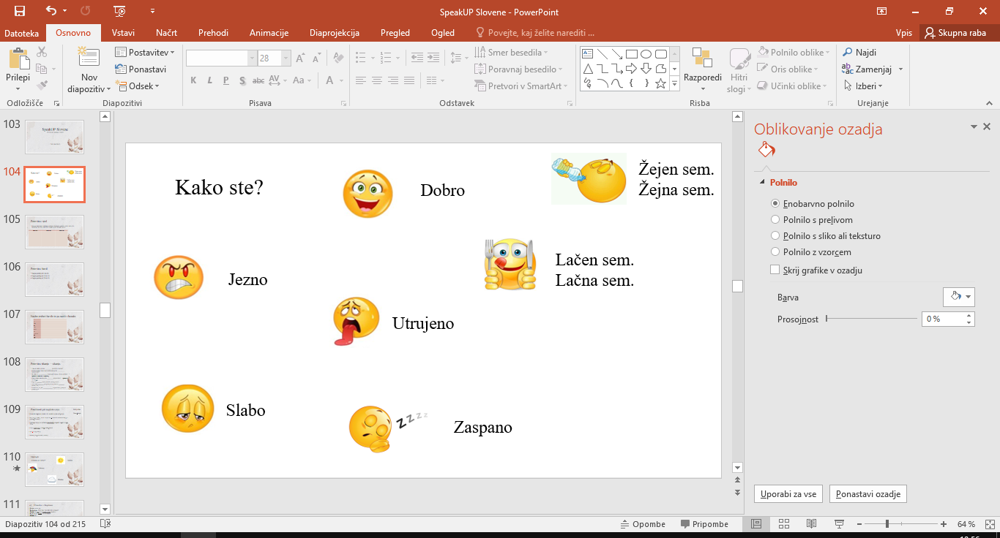 SpeakUP Slovene - PowerPoint
Datoteka Osnovno Vstavi Načrt Prehodi Animacije Diaprojekcija Pregled Ogled Povejte, kaj želite narediti ... Vpis Skupna raba
Prilepi
Odložišče
Nov diapozitiv
Postavitev
Ponastavi
Odsek
Diapozitivi
28
K L P S abc AV Aa A
Pisava
Smer besedila
Poravnaj besedilo
Pretvori v SmartArt
Odstavek
Razporedi
Hitri slogi
Polnilo oblike
Oris oblike
Učinki oblike
Risba
Najdi
Zamenjaj
Izberi
Urejanje
103
SpeakUP Slovene
104
105
106
107
108
109
110
111
Kako ste?
Dobro
Žejen sem.
Žejna sem.
Jezno
Lačen sem.
Lačna sem.
Utrujeno
Slabo
Zaspano
Oblikovanje ozadja
Polnilo
Enobarvno polnilo
Polnilo s prelivom
Polnilo s sliko ali teksturo
Polnilo z vzorcem
Skrij grafike v ozadju
Barva
Prosojnost 0 %
Uporabi za vse Ponastavi ozadje
Diapozitiv 104 od 215 Opombe Pripombe 64 %